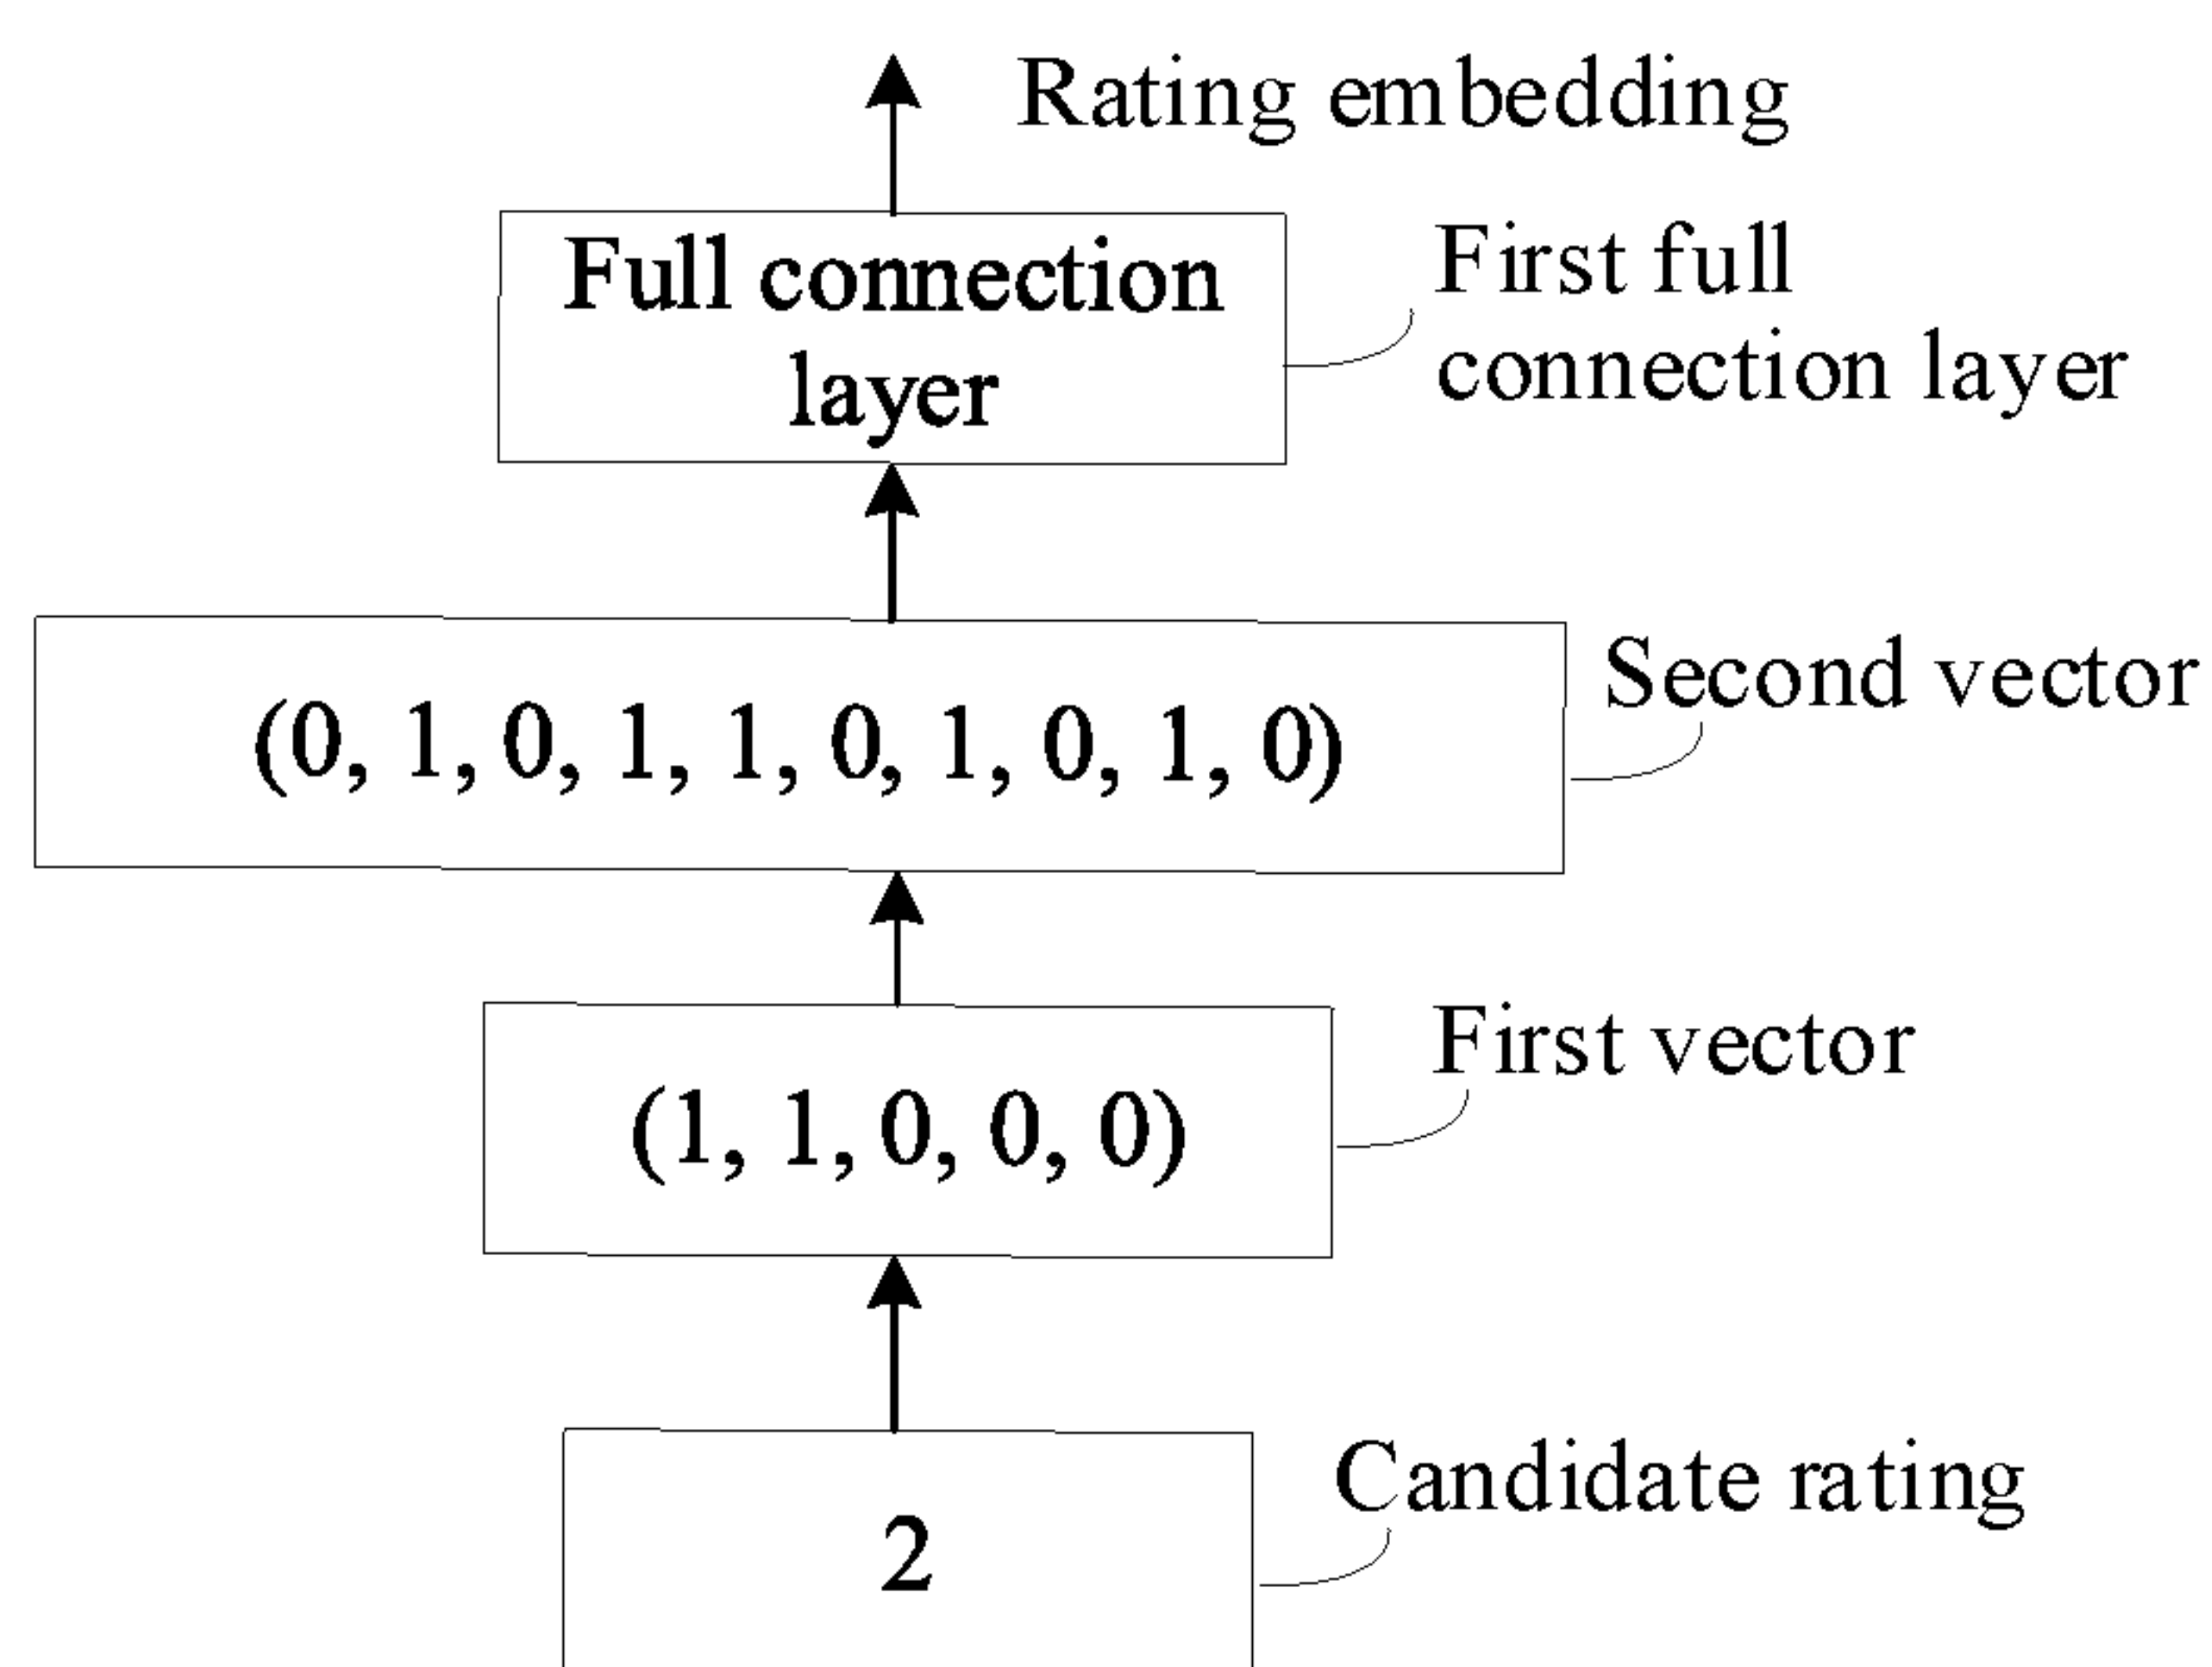 Rating embedding
Full connection
layer
First full
connection layer
(0, 1, 0, 1, 1, 0, 1, 0, 1, 0)
Second vector
(1, 1, 0, 0, 0)
First vector
2
Candidate rating